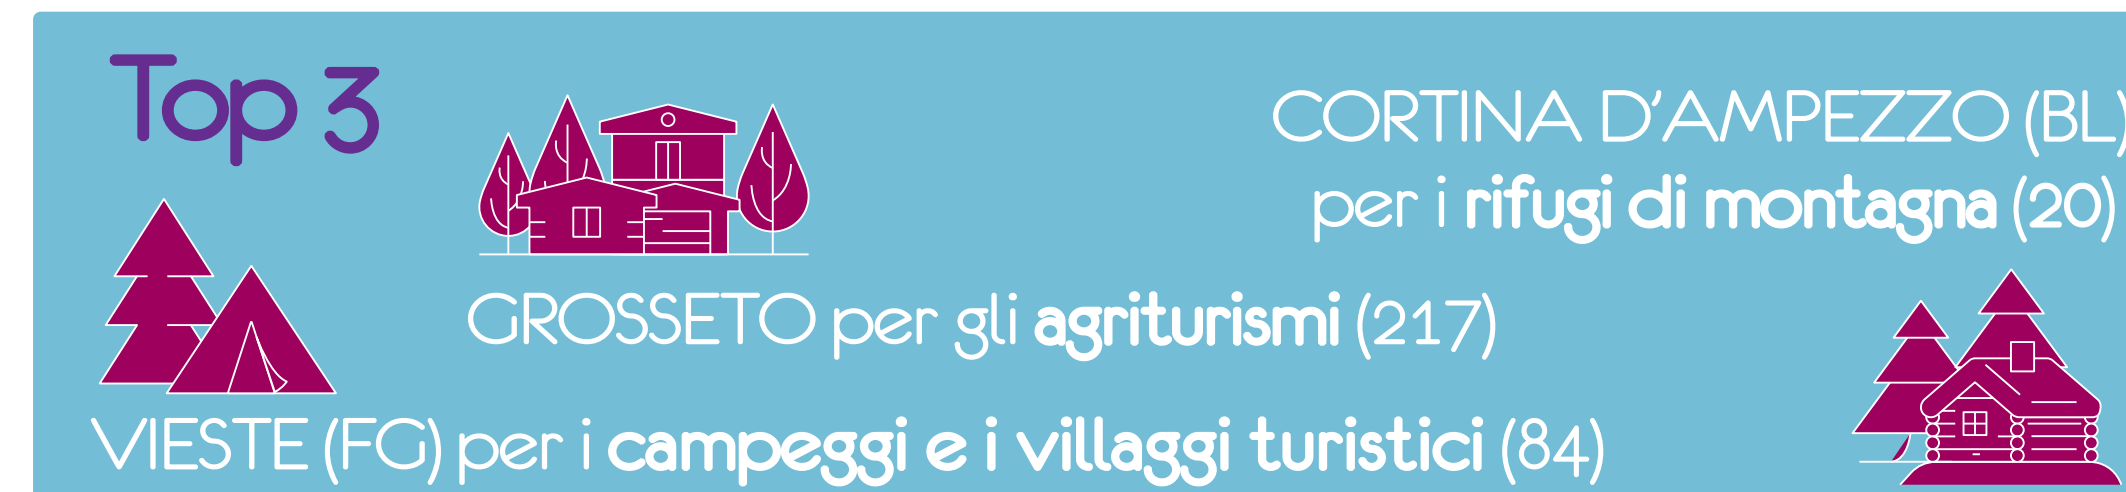 Top 3
CORTINA D'AMPEZZO (BL)
per i rifugi di montagna (20)
GROSSETO per gli agriturismi (217)
VIESTE (FG) per i campeggi e i villaggi turistici (84)